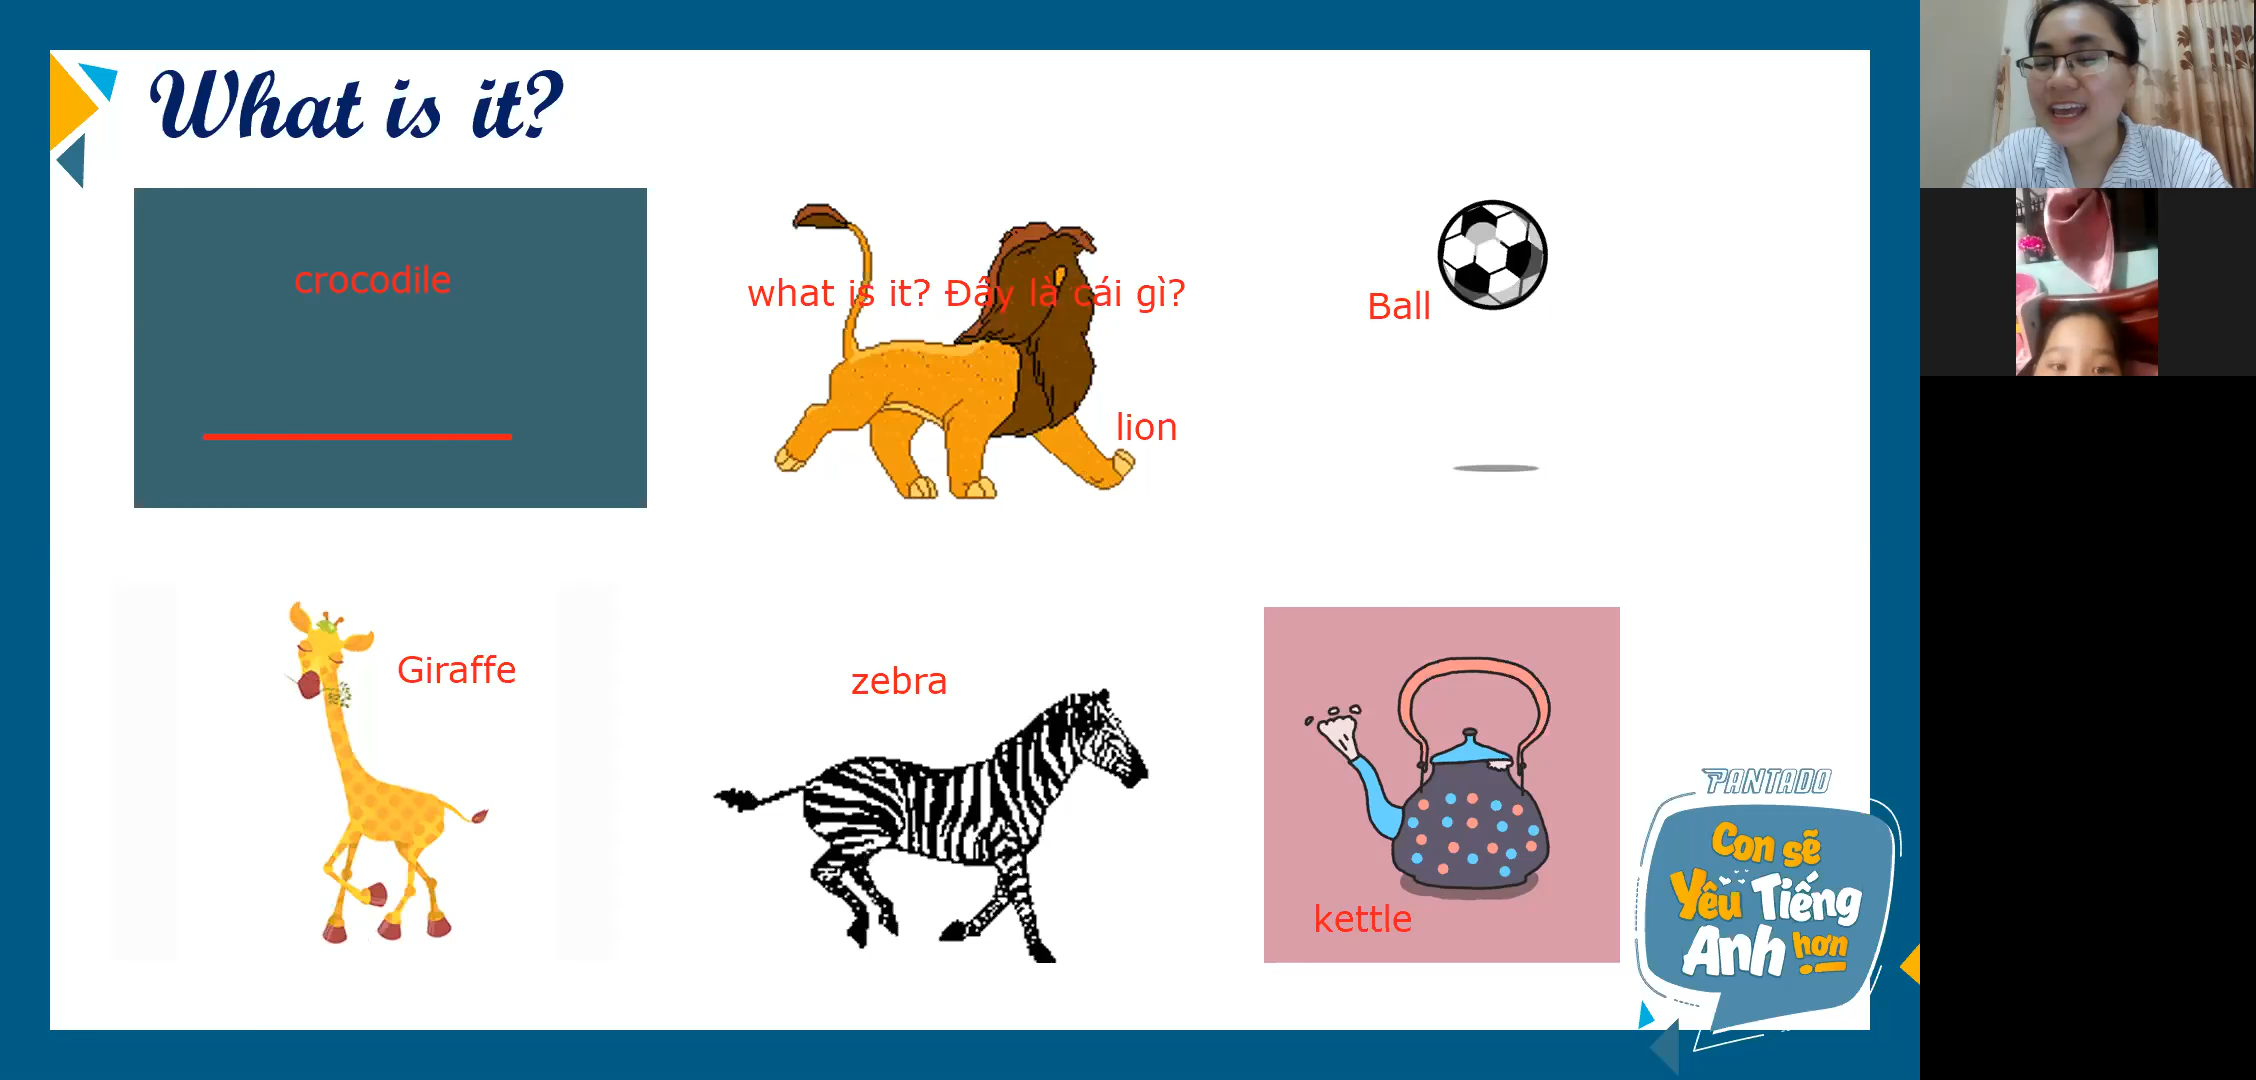 What is it?
crocodile
what is it? Đây là cái gì?
lion
Ball
Giraffe
zebra
kettle
PANTADO
Con sẽ
Yêu Tiếng
Anh hơn